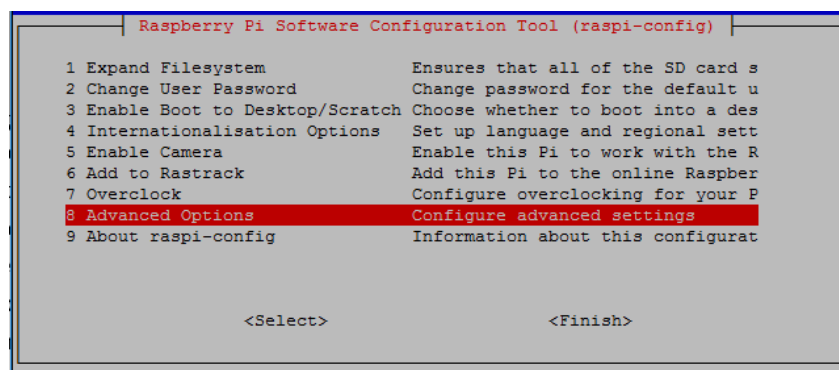 Raspberry Pi Software Configuration Tool (raspi-config)
1 Expand Filesystem Ensures that all of the SD card s
2 Change User Password Change password for the default u
3 Enable Boot to Desktop/Scratch Choose whether to boot into a des
4 Internationalisation Options Set up language and regional sett
5 Enable Camera Enable this Pi to work with the R
6 Add to Rastrack Add this Pi to the online Raspber
7 Overclock Configure overclocking for your P
8 Advanced Options Configure advanced settings
9 About raspi-config Information about this configurat
<Select> <Finish>